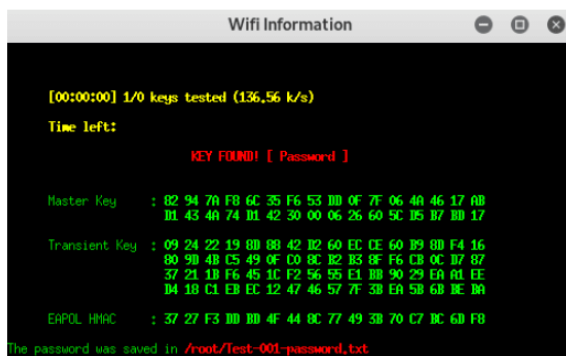 Wifi Information
[00:00:00] 1/0 keys tested (136.56 k/s)
Time left:
KEY FOUND! [ Password ]
Master Key : 82 94 7A F8 6C 35 F6 53 DD 0F 7F 06 4A 46 17 AB
D1 43 4A 74 D1 42 30 00 06 26 60 5C D5 B7 BD 17
Transient Key : 09 24 22 19 8D 88 42 D2 60 EC CE 60 D9 8D F4 16
80 9D 4B C5 49 0F C0 8C B2 B3 8F F6 CB 0C D7 87
37 21 1B F6 45 1C F2 56 55 E1 BB 90 29 EA A1 EE
D4 18 C1 EB EC 12 47 46 57 7F 3B EA 5B 6B BE BA
EAPOL HMAC : 37 27 F3 DD BD 4F 44 8C 77 49 3B 70 C7 BC 6D F8
The password was saved in /root/Test-001-password.txt